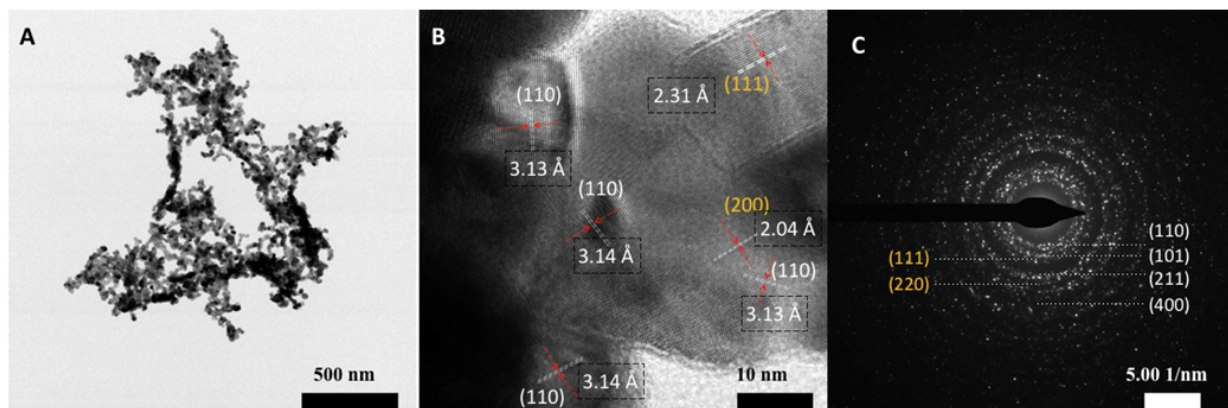 A
500 nm
B
(110)
3.13 Å
2.31 Å
(111)
(110)
3.14 Å
(200)
2.04 Å
(110)
3.13 Å
(110)
3.14 Å
10 nm
C
(111)
(220)
(110)
(101)
(211)
(400)
5.00 1/nm